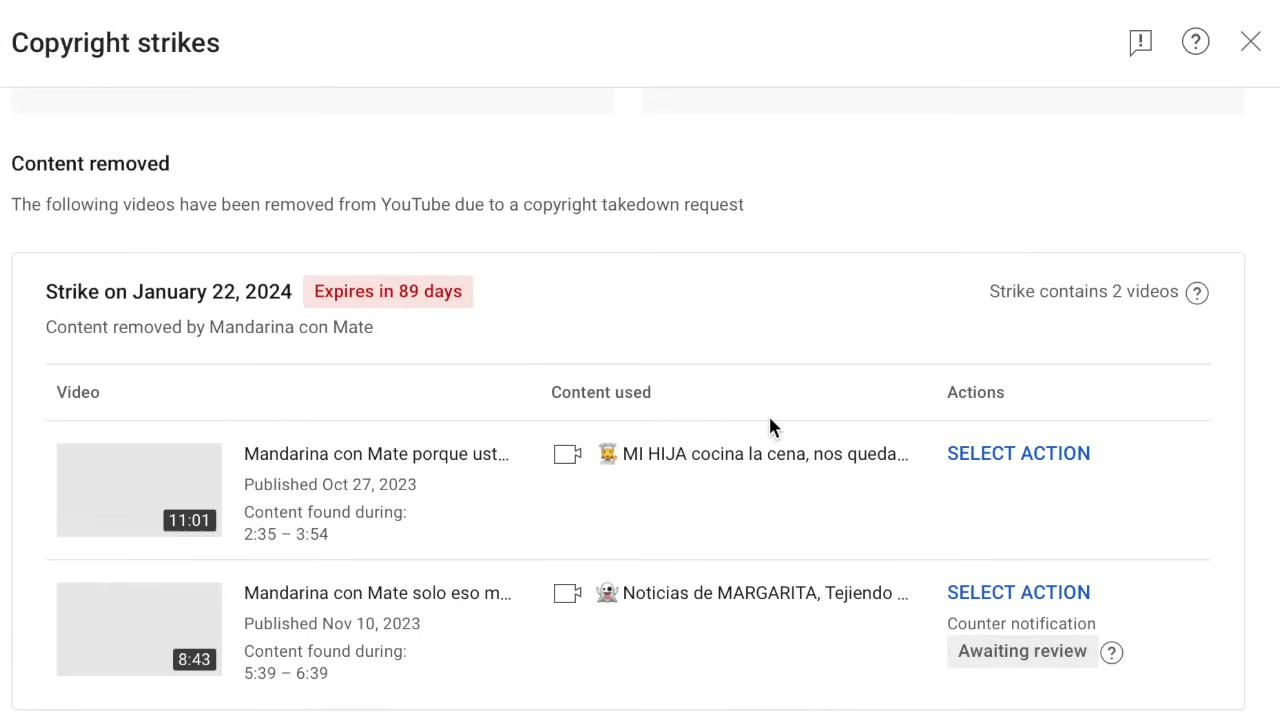 Copyright strikes
Content removed
The following videos have been removed from YouTube due to a copyright takedown request
Strike on January 22, 2024 Expires in 89 days Strike contains 2 videos
Content removed by Mandarina con Mate
Video Content used Actions
Mandarina con Mate porque ust... MI HIJA cocina la cena, nos queda... SELECT ACTION
Published Oct 27, 2023
Content found during:
11:01
2:35 – 3:54
Mandarina con Mate solo eso m... Noticias de MARGARITA, Tejiendo ... SELECT ACTION
Published Nov 10, 2023 Counter notification
Content found during: Awaiting review
8:43
5:39 – 6:39